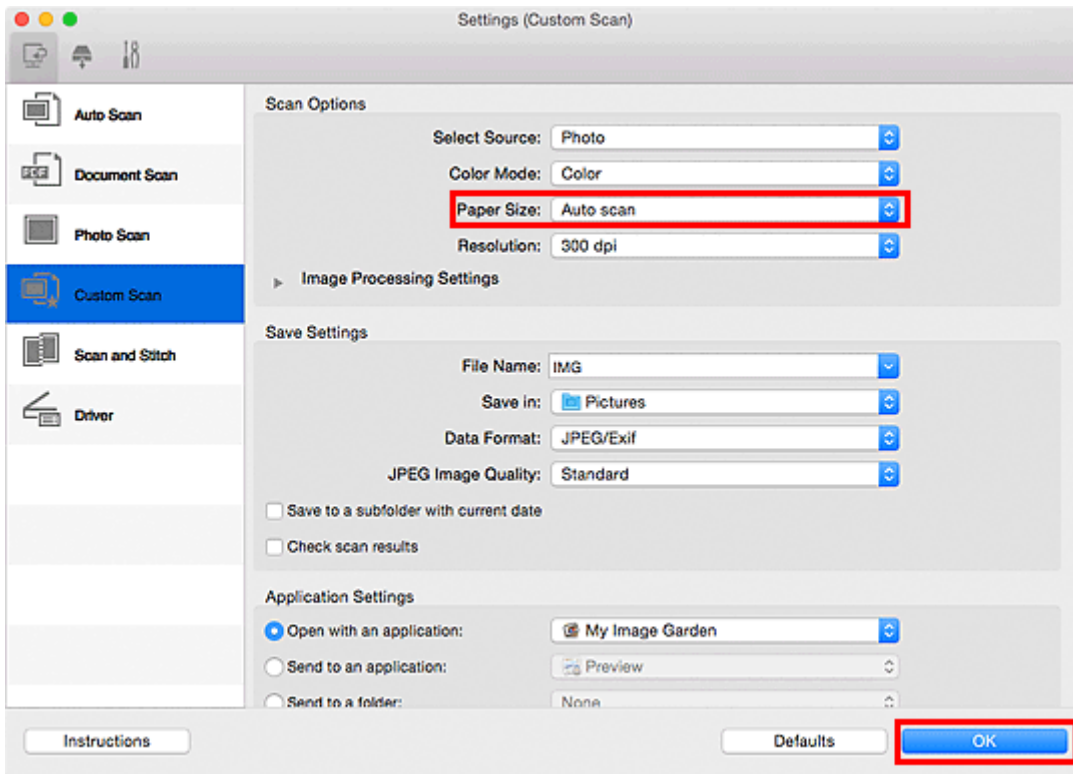 Settings (Custom Scan)
Auto Scan
Document Scan
Photo Scan
Custom Scan
Scan and Stitch
Driver
Scan Options
Select Source: Photo
Color Mode: Color
Paper Size: Auto scan
Resolution: 300 dpi
Image Processing Settings
Save Settings
File Name: IMG
Save in: Pictures
Data Format: JPEG/Exif
JPEG Image Quality: Standard
Save to a subfolder with current date
Check scan results
Application Settings
Open with an application: My Image Garden
Send to an application: Preview
Send to a folder: None
Instructions
Defaults
OK